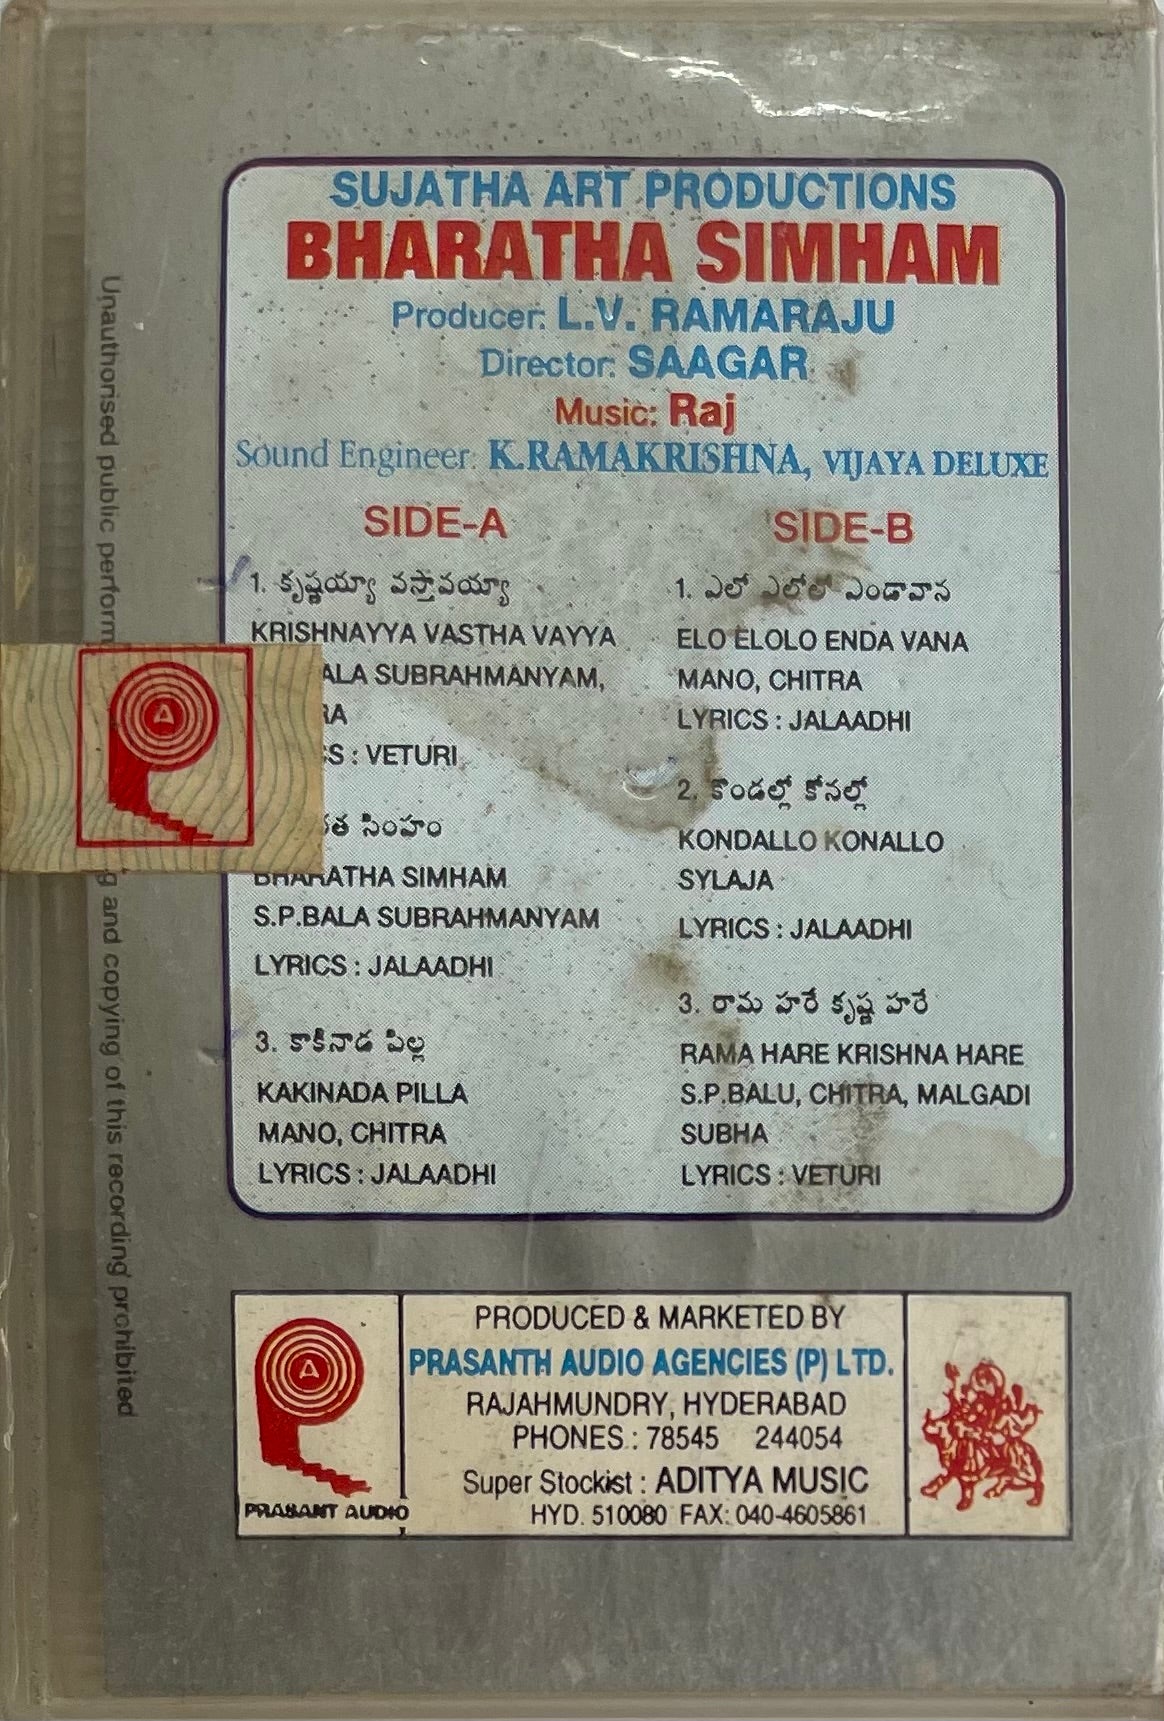 SUJATHA ART PRODUCTIONS
BHARATHA SIMHAM
Producer: L.V. RAMARAJU
Director: SAAGAR
Music: Raj
Sound Engineer: K.RAMAKRISHNA, VIJAYA DELUXE
SIDE-A
1. కృష్ణయ్యా వస్తావయ్యా
KRISHNAYYA VASTHA VAYYA
ALA SUBRAHMANYAM,
RA
CS : VETURI
రత సింహం
BHARATHA SIMHAM
S.P.BALA SUBRAHMANYAM
LYRICS : JALAADHI
3. కాకినాడ పిల్ల
KAKINADA PILLA
MANO, CHITRA
LYRICS : JALAADHI
SIDE-B
1. ఎలో ఎలోలో ఎండావాన
ELO ELOLO ENDA VANA
MANO, CHITRA
LYRICS : JALAADHI
2. కొండల్లో కోనల్లో
KONDALLO KONALLO
SYLAJA
LYRICS : JALAADHI
3. రామ హరే కృష్ణ హరే
RAMA HARE KRISHNA HARE
S.P.BALU, CHITRA, MALGADI
SUBHA
LYRICS : VETURI
Unauthorised public perform
g and copying of this recording prohibited
A
A
PRASANT AUDIO
PRODUCED & MARKETED BY
PRASANTH AUDIO AGENCIES (P) LTD.
RAJAHMUNDRY, HYDERABAD
PHONES : 78545 244054
Super Stockist : ADITYA MUSIC
HYD. 510080 FAX: 040-4605861